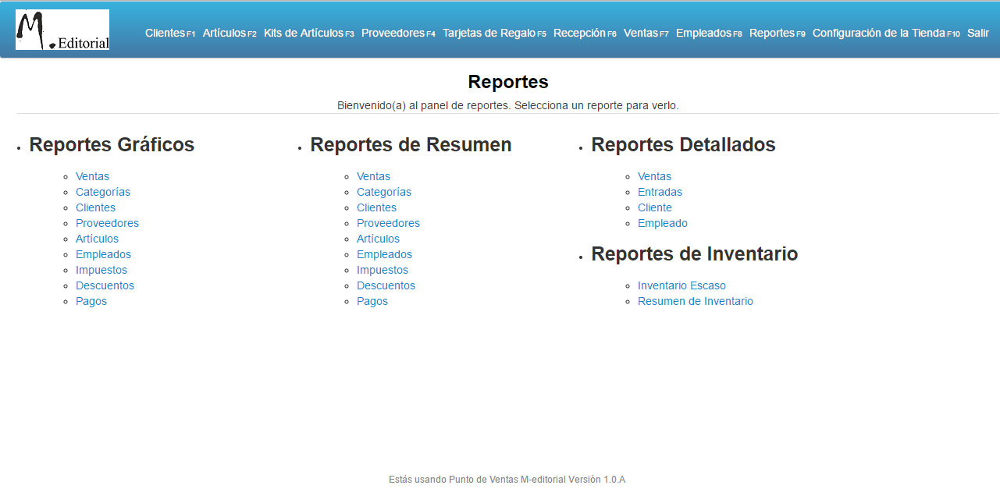 M. Editorial
Clientes F1 Artículos F2 Kits de Artículos F3 Proveedores F4 Tarjetas de Regalo F5 Recepción F6 Ventas F7 Empleados F8 Reportes F9 Configuración de la Tienda F10 Salir
Reportes
Bienvenido(a) al panel de reportes. Selecciona un reporte para verlo.
Reportes Gráficos
Ventas
Categorías
Clientes
Proveedores
Artículos
Empleados
Impuestos
Descuentos
Pagos
Reportes de Resumen
Ventas
Categorías
Clientes
Proveedores
Artículos
Empleados
Impuestos
Descuentos
Pagos
Reportes Detallados
Ventas
Entradas
Cliente
Empleado
Reportes de Inventario
Inventario Escaso
Resumen de Inventario
Estás usando Punto de Ventas M-editorial Versión 1.0.A